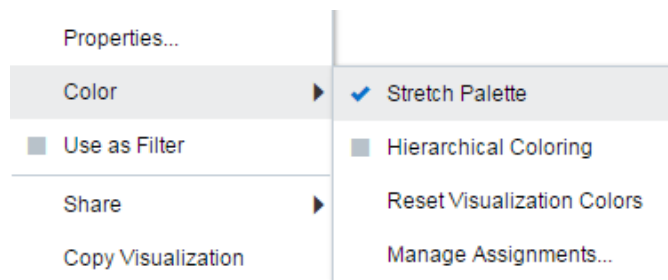 Properties...
Color
Use as Filter
Share
Copy Visualization
Stretch Palette
Hierarchical Coloring
Reset Visualization Colors
Manage Assignments...